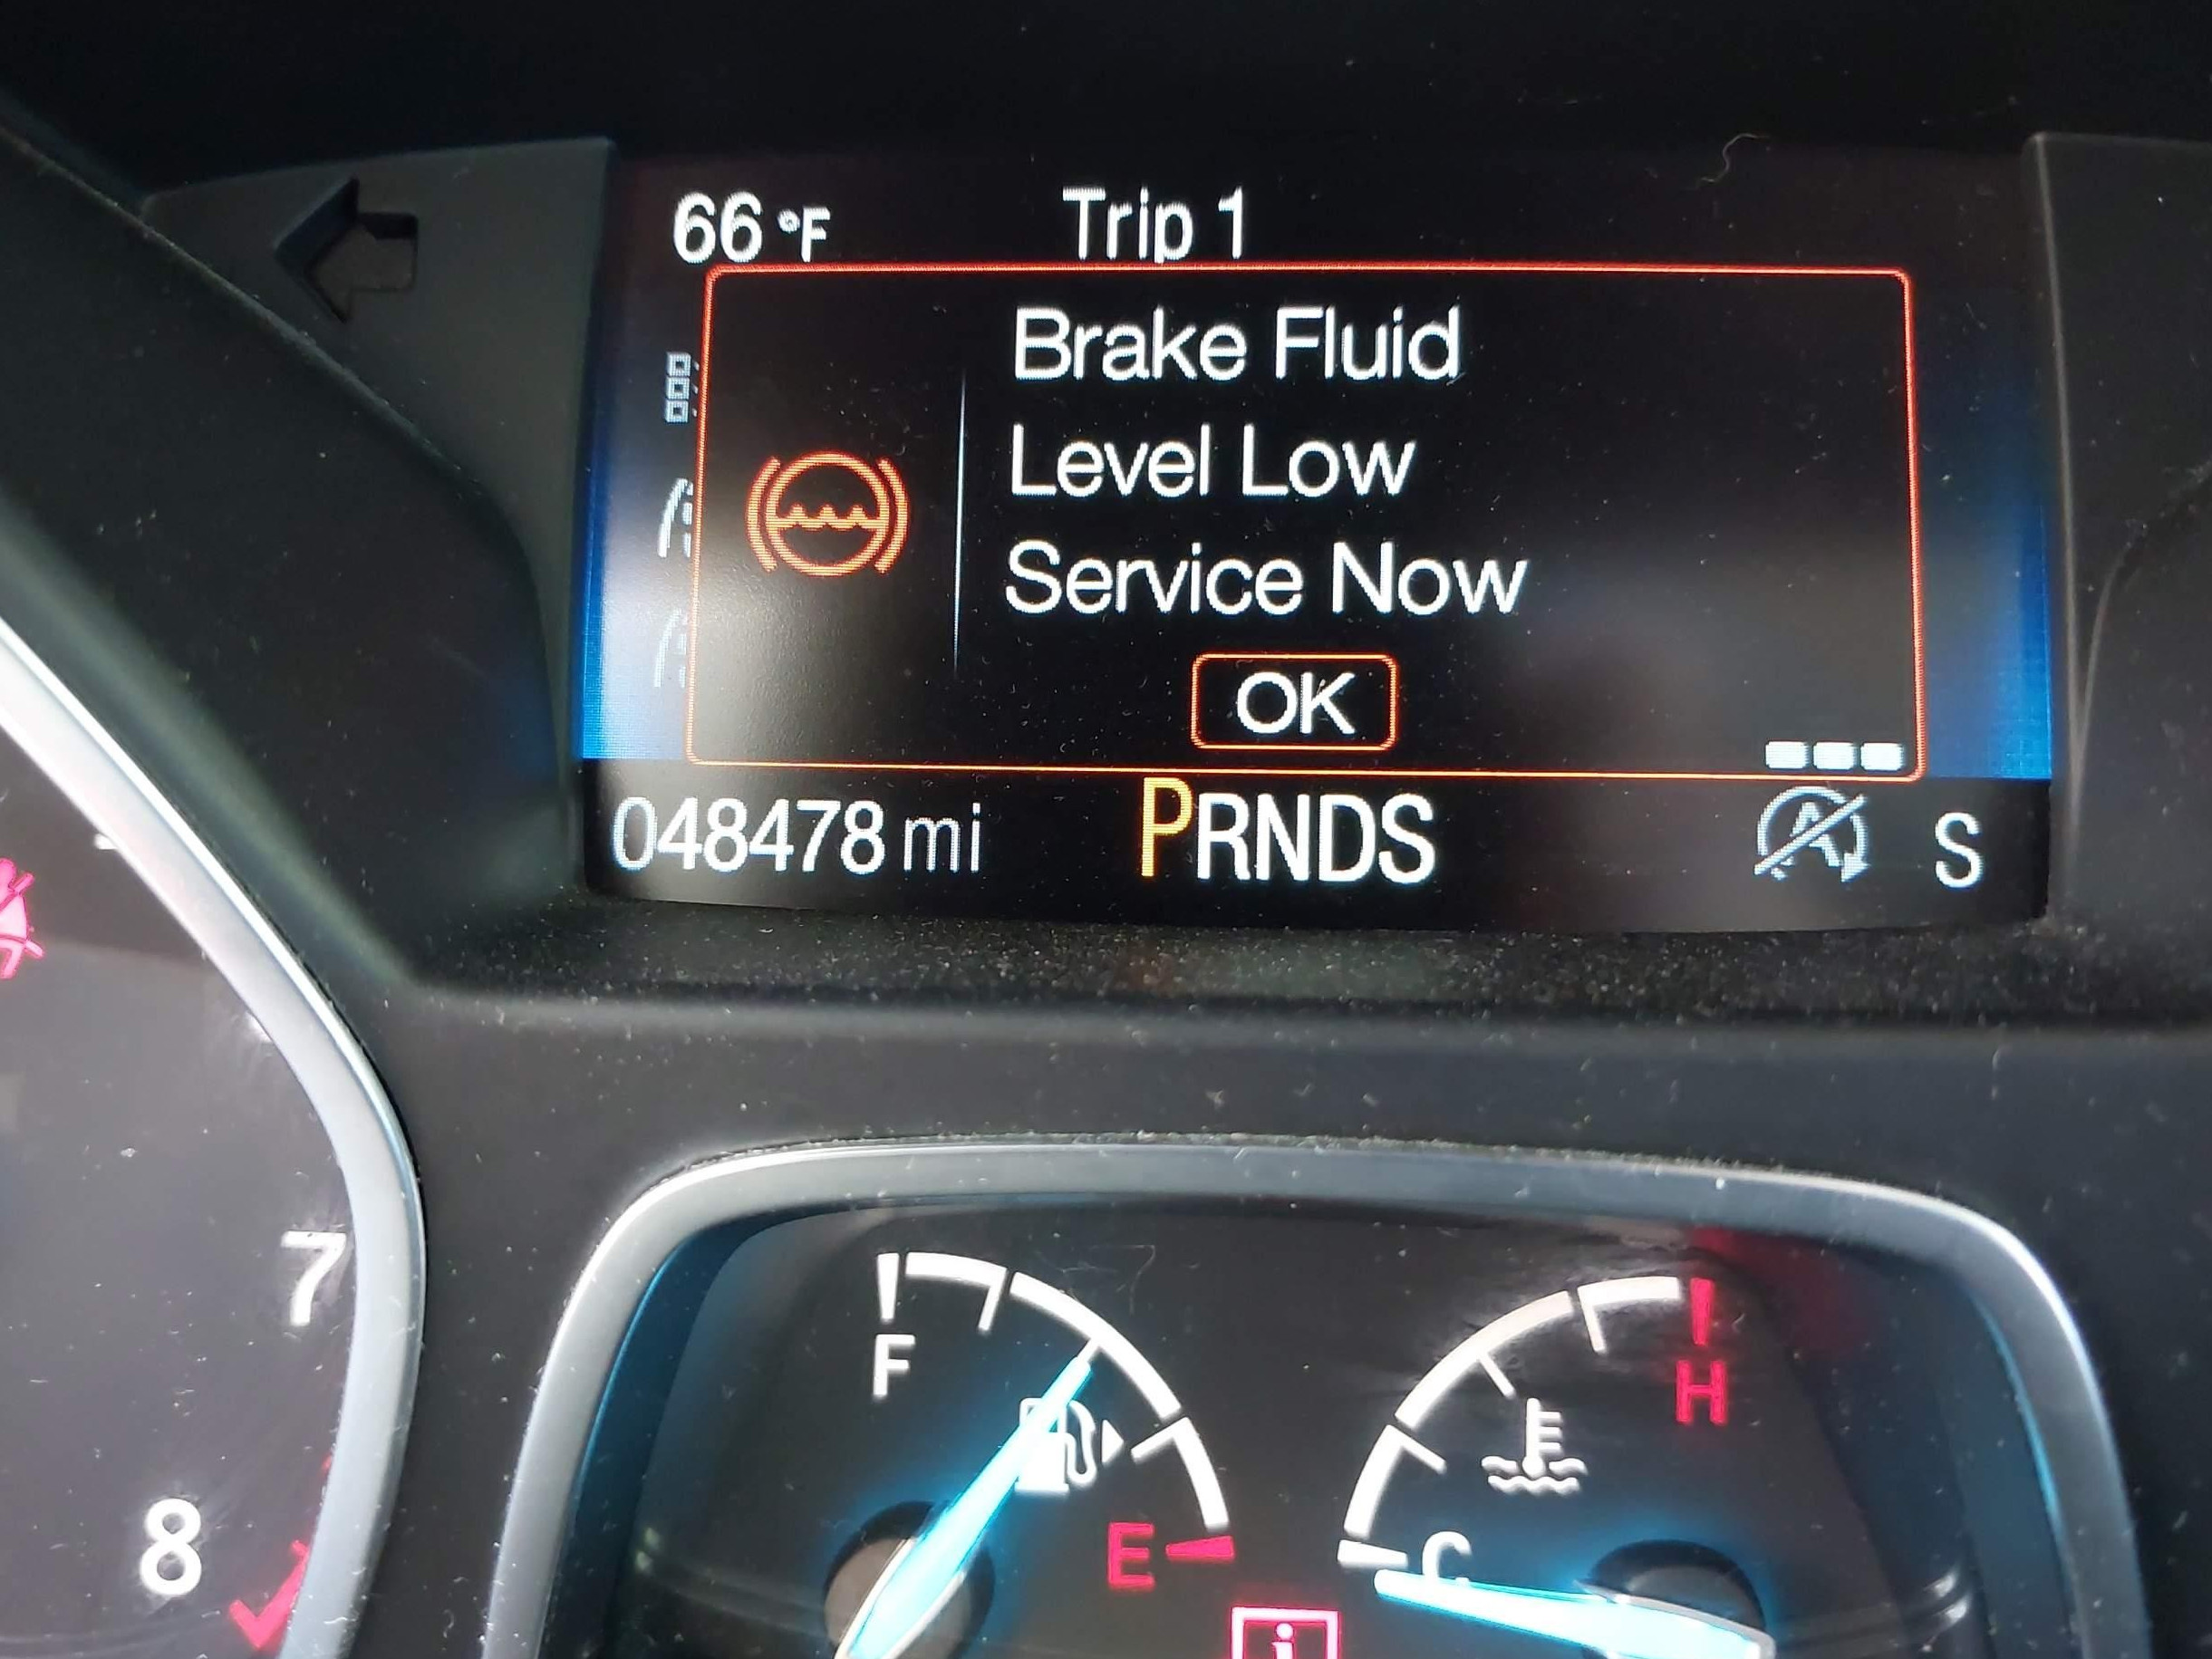 66 °F Trip 1
Brake Fluid
Level Low
Service Now
OK
048478 mi PRNDS S
7
8
F
E
H
C
i